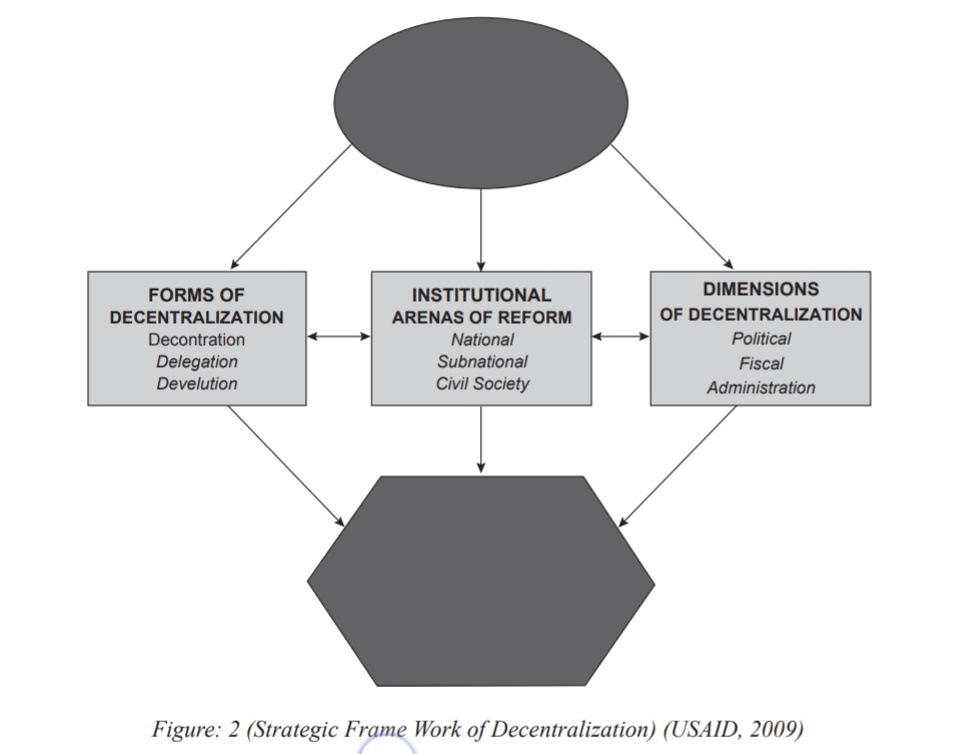 FORMS OF
DECENTRALIZATION
Decontration
Delegation
Develution
INSTITUTIONAL
ARENAS OF REFORM
National
Subnational
Civil Society
DIMENSIONS
OF DECENTRALIZATION
Political
Fiscal
Administration
Figure: 2 (Strategic Frame Work of Decentralization) (USAID, 2009)